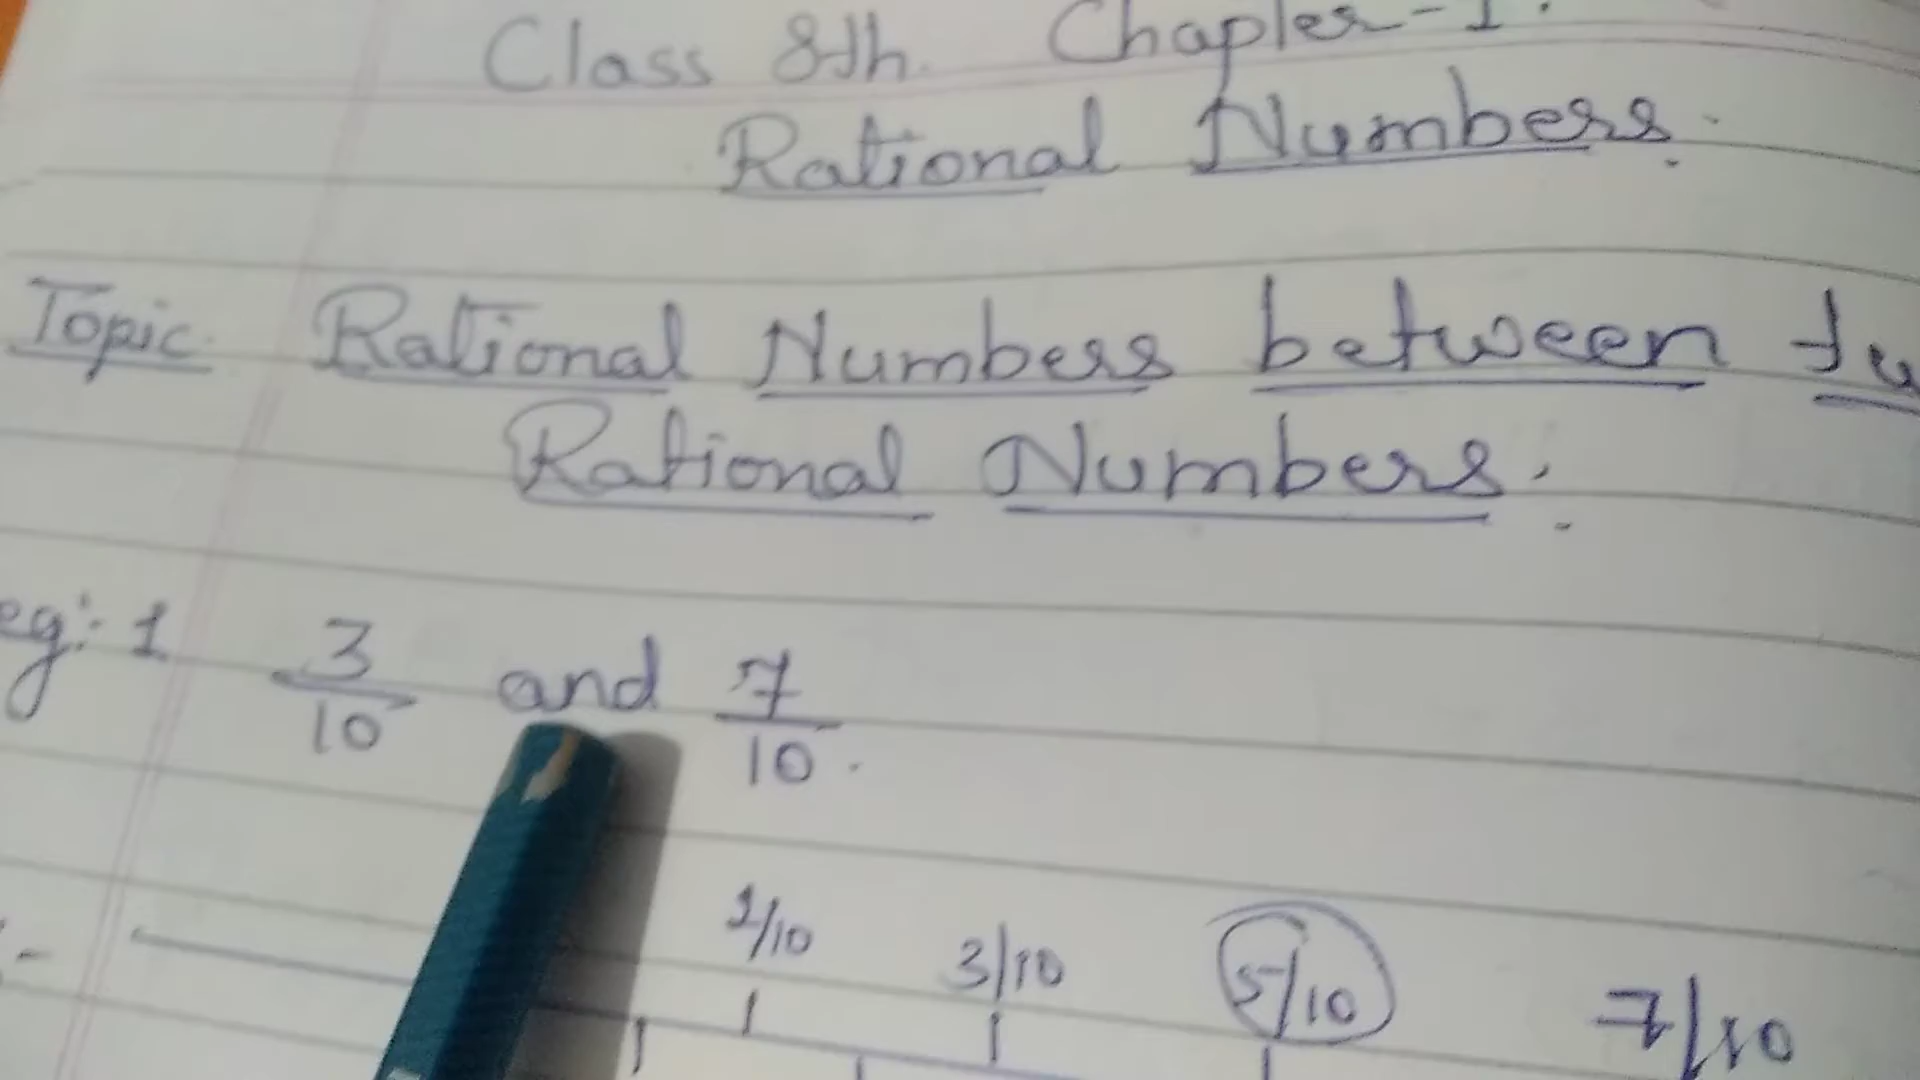 Class 8th. Chapter-1.
Rational Numbers.
Topic. Rational Numbers between
Rational Numbers.
eg:- 1 3/10 and 7/10.
1/10 3/10 5/10 7/10